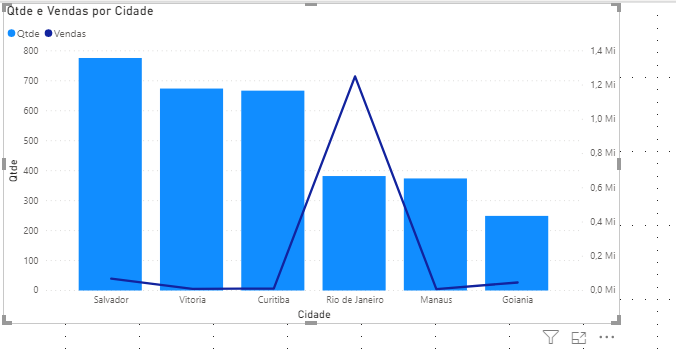 Qtde e Vendas por Cidade
Qtde Vendas
800
700
600
500
400
300
200
100
0
Qtde
1,4 Mi
1,2 Mi
1,0 Mi
0,8 Mi
0,6 Mi
0,4 Mi
0,2 Mi
0,0 Mi
Salvador Vitoria Curitiba Rio de Janeiro Manaus Goiania
Cidade